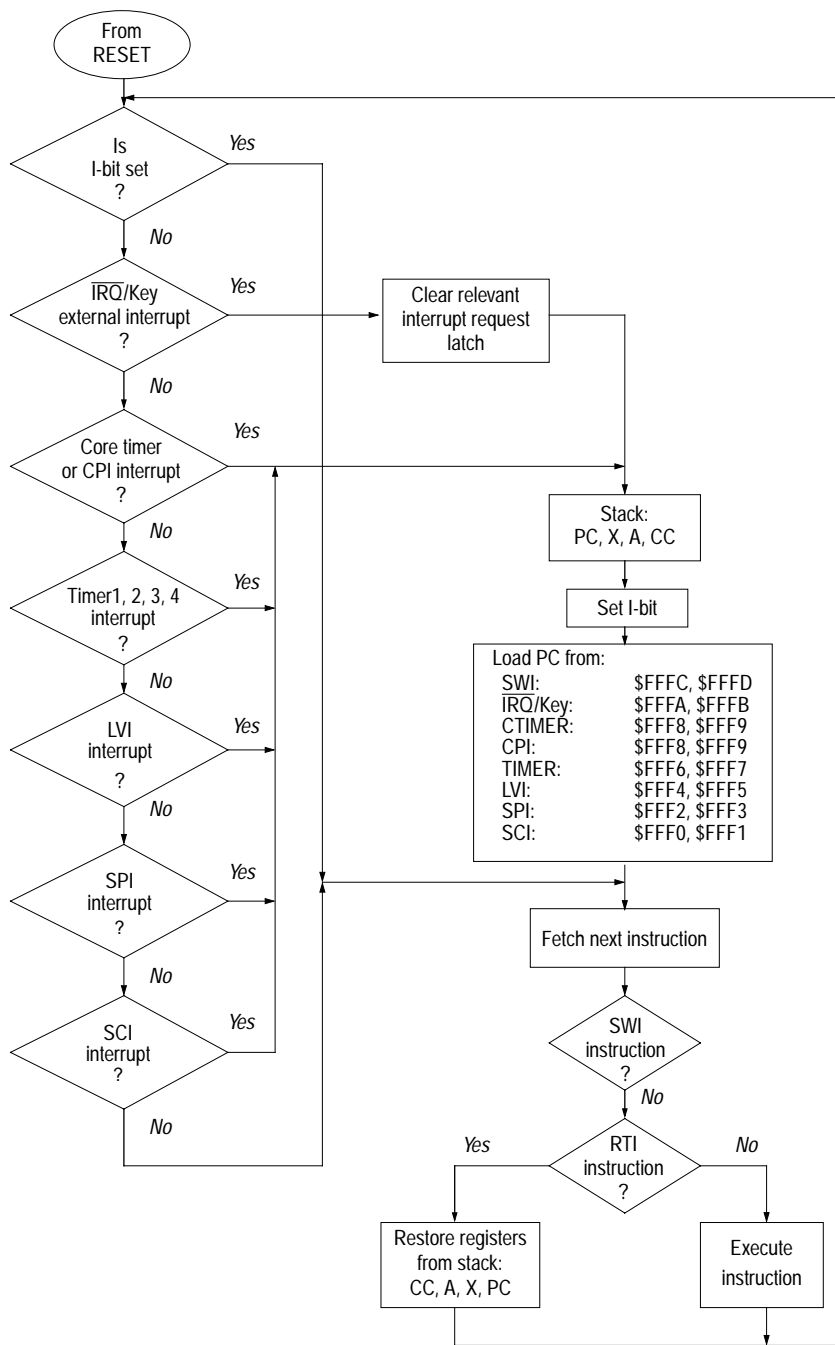 From
RESET
Is
I-bit set
?
Yes
No
IRQ/Key
external interrupt
?
Yes
Clear relevant
interrupt request
latch
No
Core timer
or CPI interrupt
?
Yes
No
Stack:
PC, X, A, CC
Set I-bit
Timer1, 2, 3, 4
interrupt
?
Yes
No
Load PC from:
SWI: $FFFC, $FFFD
IRQ/Key: $FFFA, $FFFB
CTIMER: $FFF8, $FFF9
CPI: $FFF8, $FFF9
TIMER: $FFF6, $FFF7
LVI: $FFF4, $FFF5
SPI: $FFF2, $FFF3
SCI: $FFF0, $FFF1
LVI
interrupt
?
Yes
No
SPI
interrupt
?
Yes
No
Fetch next instruction
SCI
interrupt
?
Yes
No
SWI
instruction
?
No
RTI
instruction
?
Yes
No
Restore registers
from stack:
CC, A, X, PC
Execute
instruction